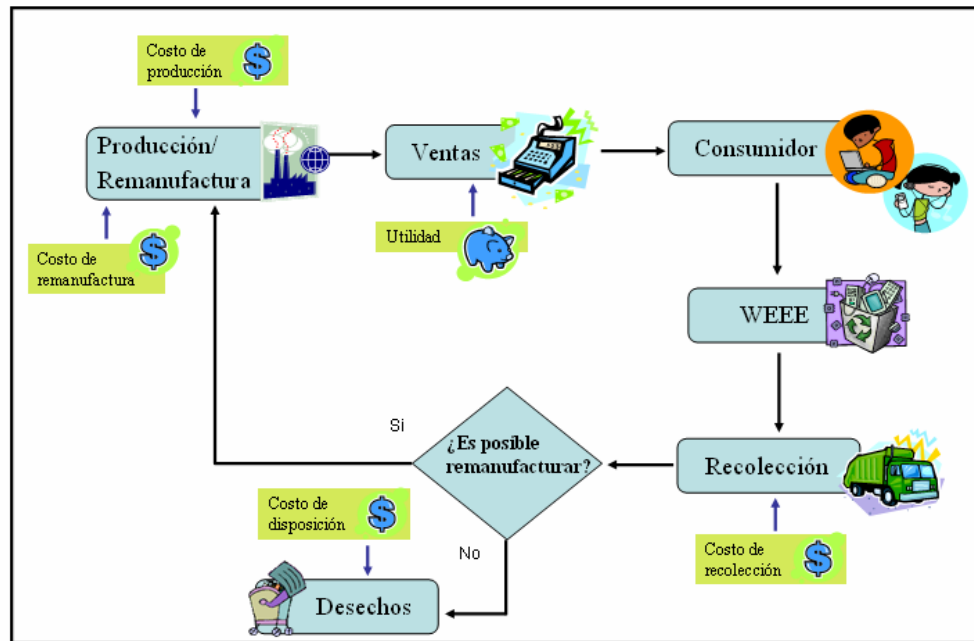 Costo de
producción
Producción/
Remanufactura
Costo de
remanufactura
Ventas
Utilidad
Consumidor
WEEE
Recolección
Costo de
recolección
¿Es posible
remanufacturar?
Si
No
Costo de
disposición
Desechos